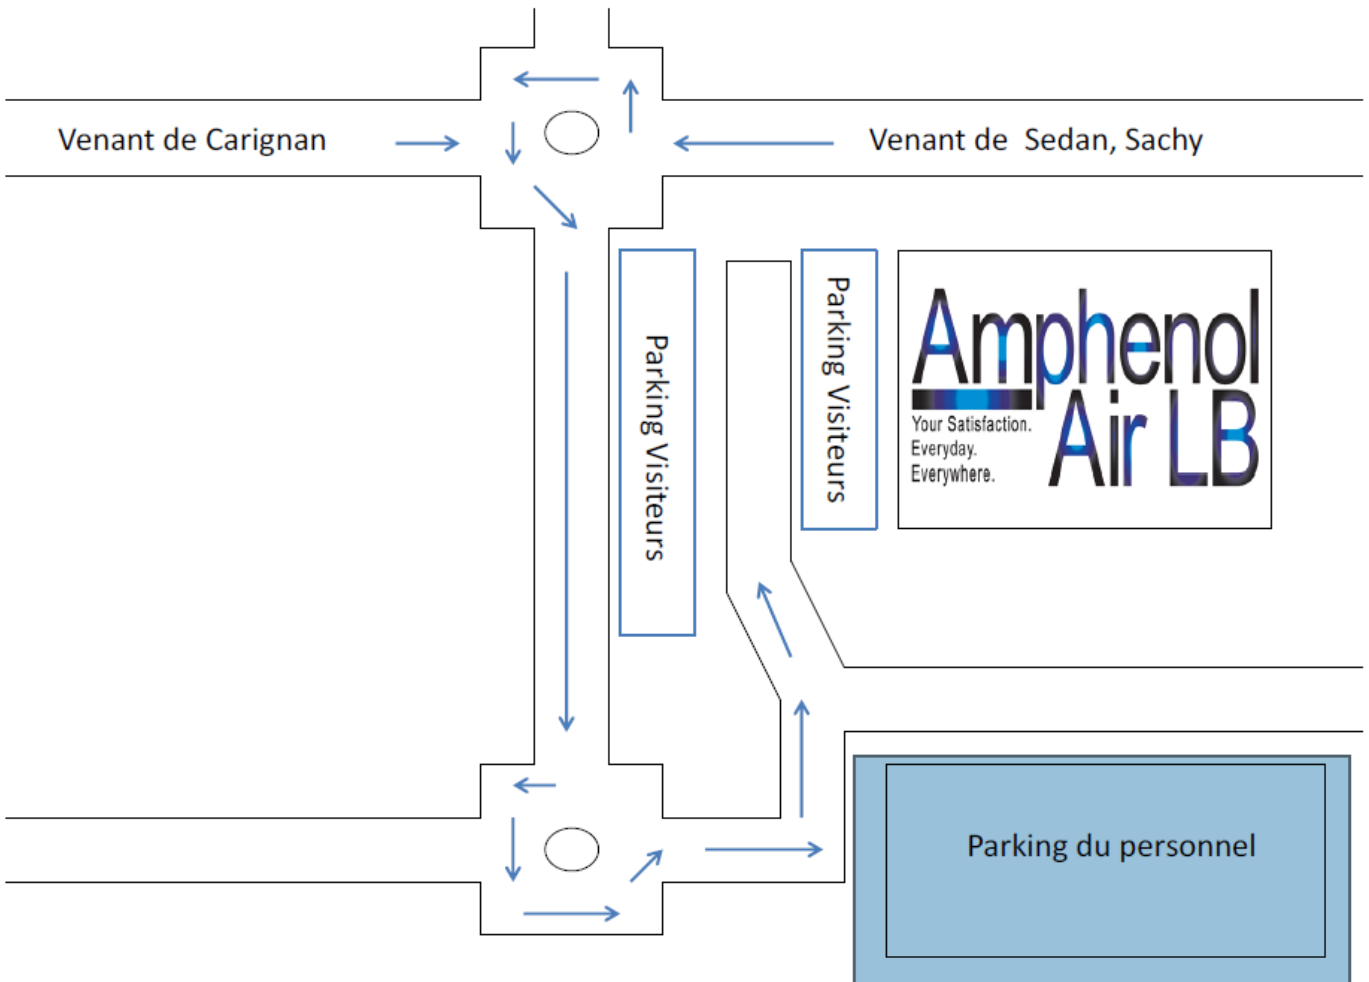 Venant de Carignan
Venant de  Sedan, Sachy
Parking Visiteurs
Parking Visiteurs
Amphenol
Air LB
Your Satisfaction.
Everyday.
Everywhere.
Parking du personnel